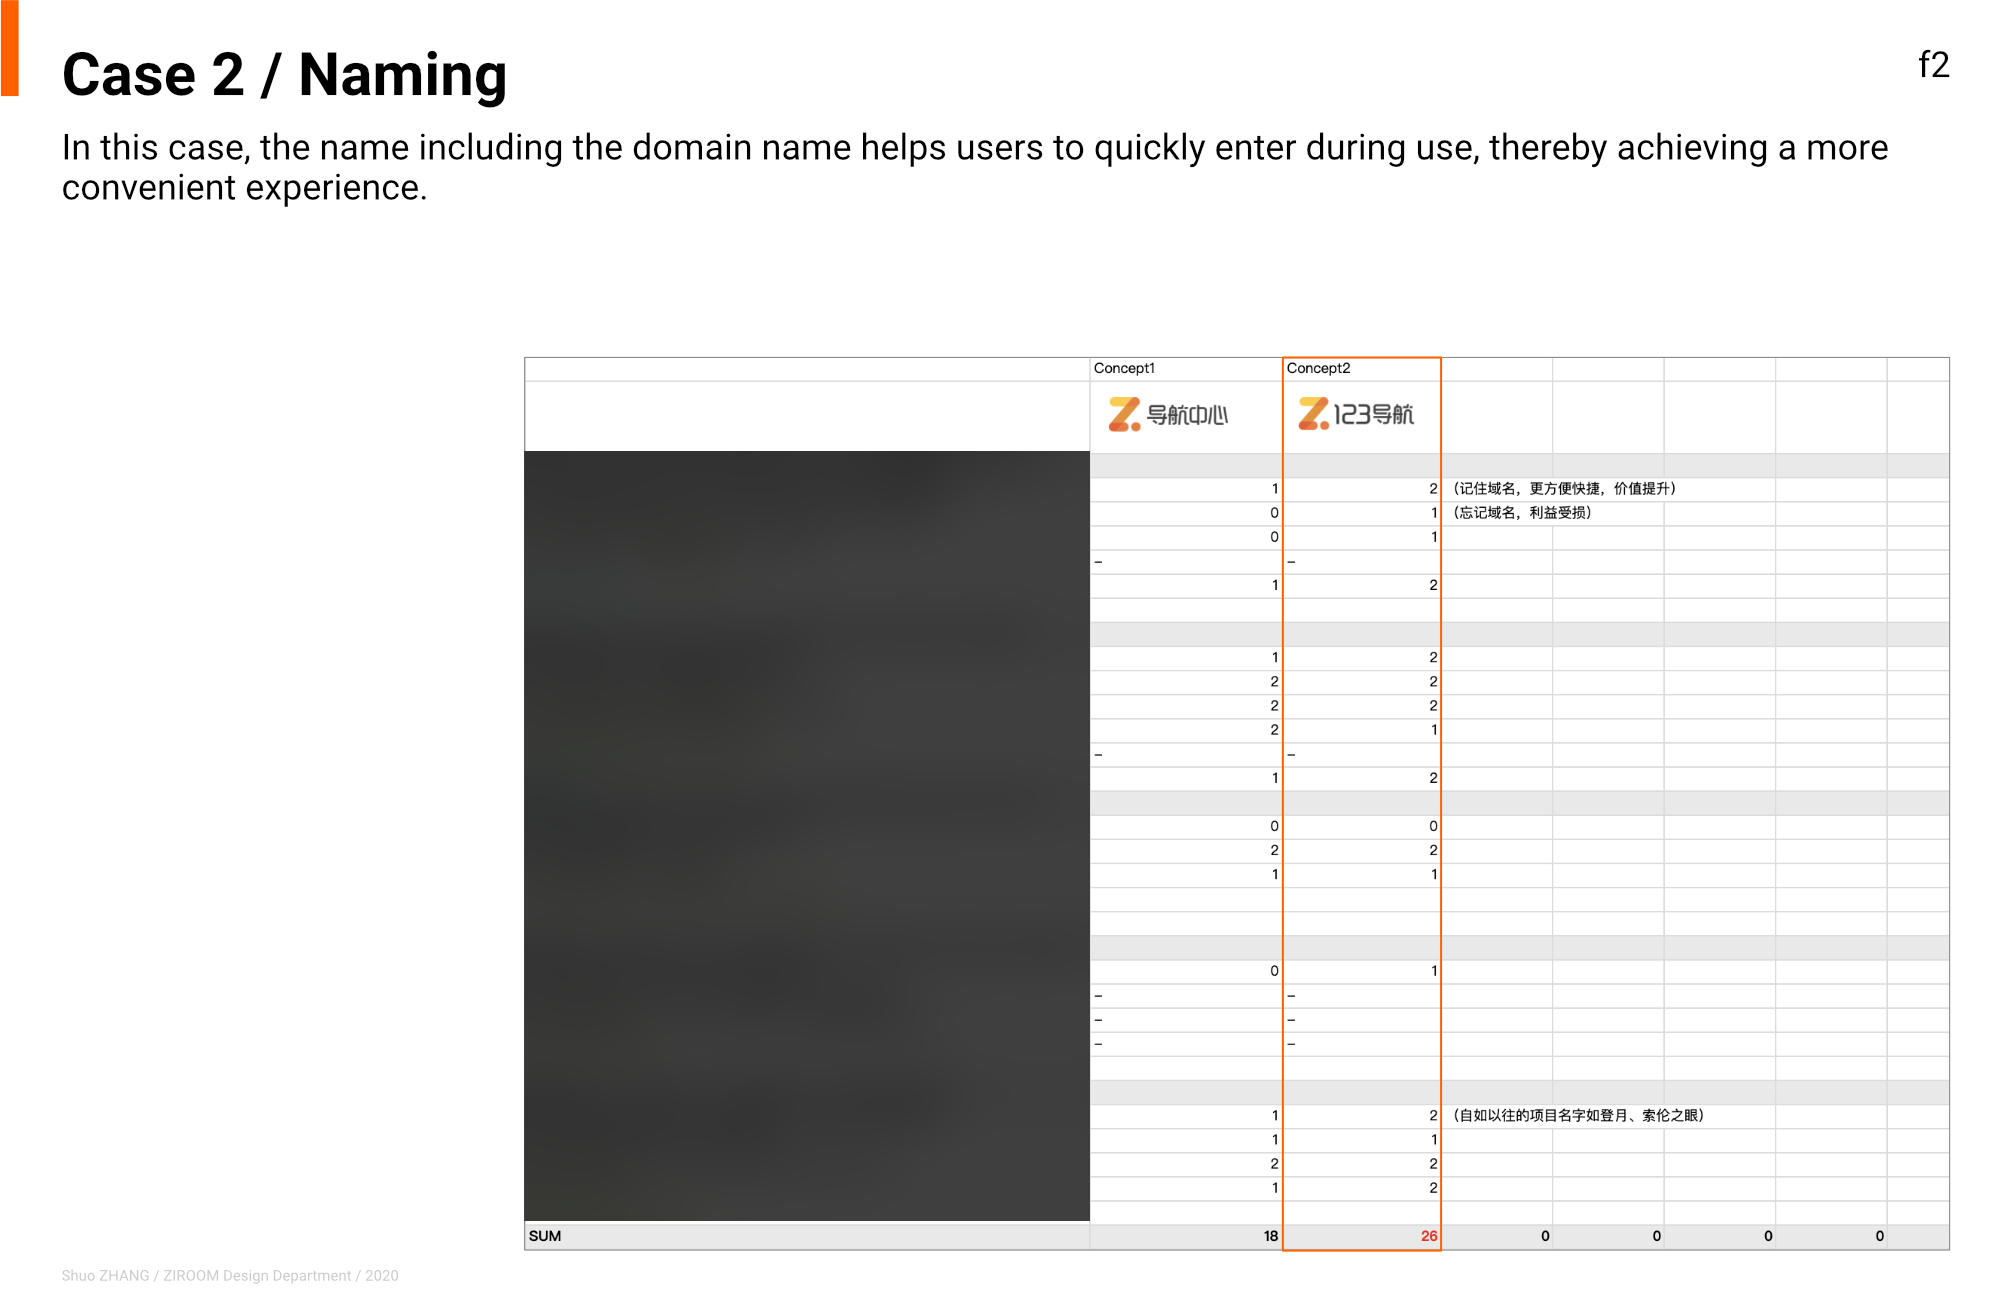 Case 2 / Naming
f2
In this case, the name including the domain name helps users to quickly enter during use, thereby achieving a more
convenient experience.
Concept1 Concept2
Z.导航中心 Z.123导航
1 2 （记住域名，更方便快捷，价值提升）
0 1 （忘记域名，利益受损）
0 1
– –
1 2
1 2
2 2
2 2
2 1
– –
1 2
0 0
2 2
1 1
0 1
– –
– –
– –
1 2 （自如以往的项目名字如登月、索伦之眼）
1 1
2 2
1 2
SUM 18 26 0 0 0 0
Shuo ZHANG / ZIROOM Design Department / 2020